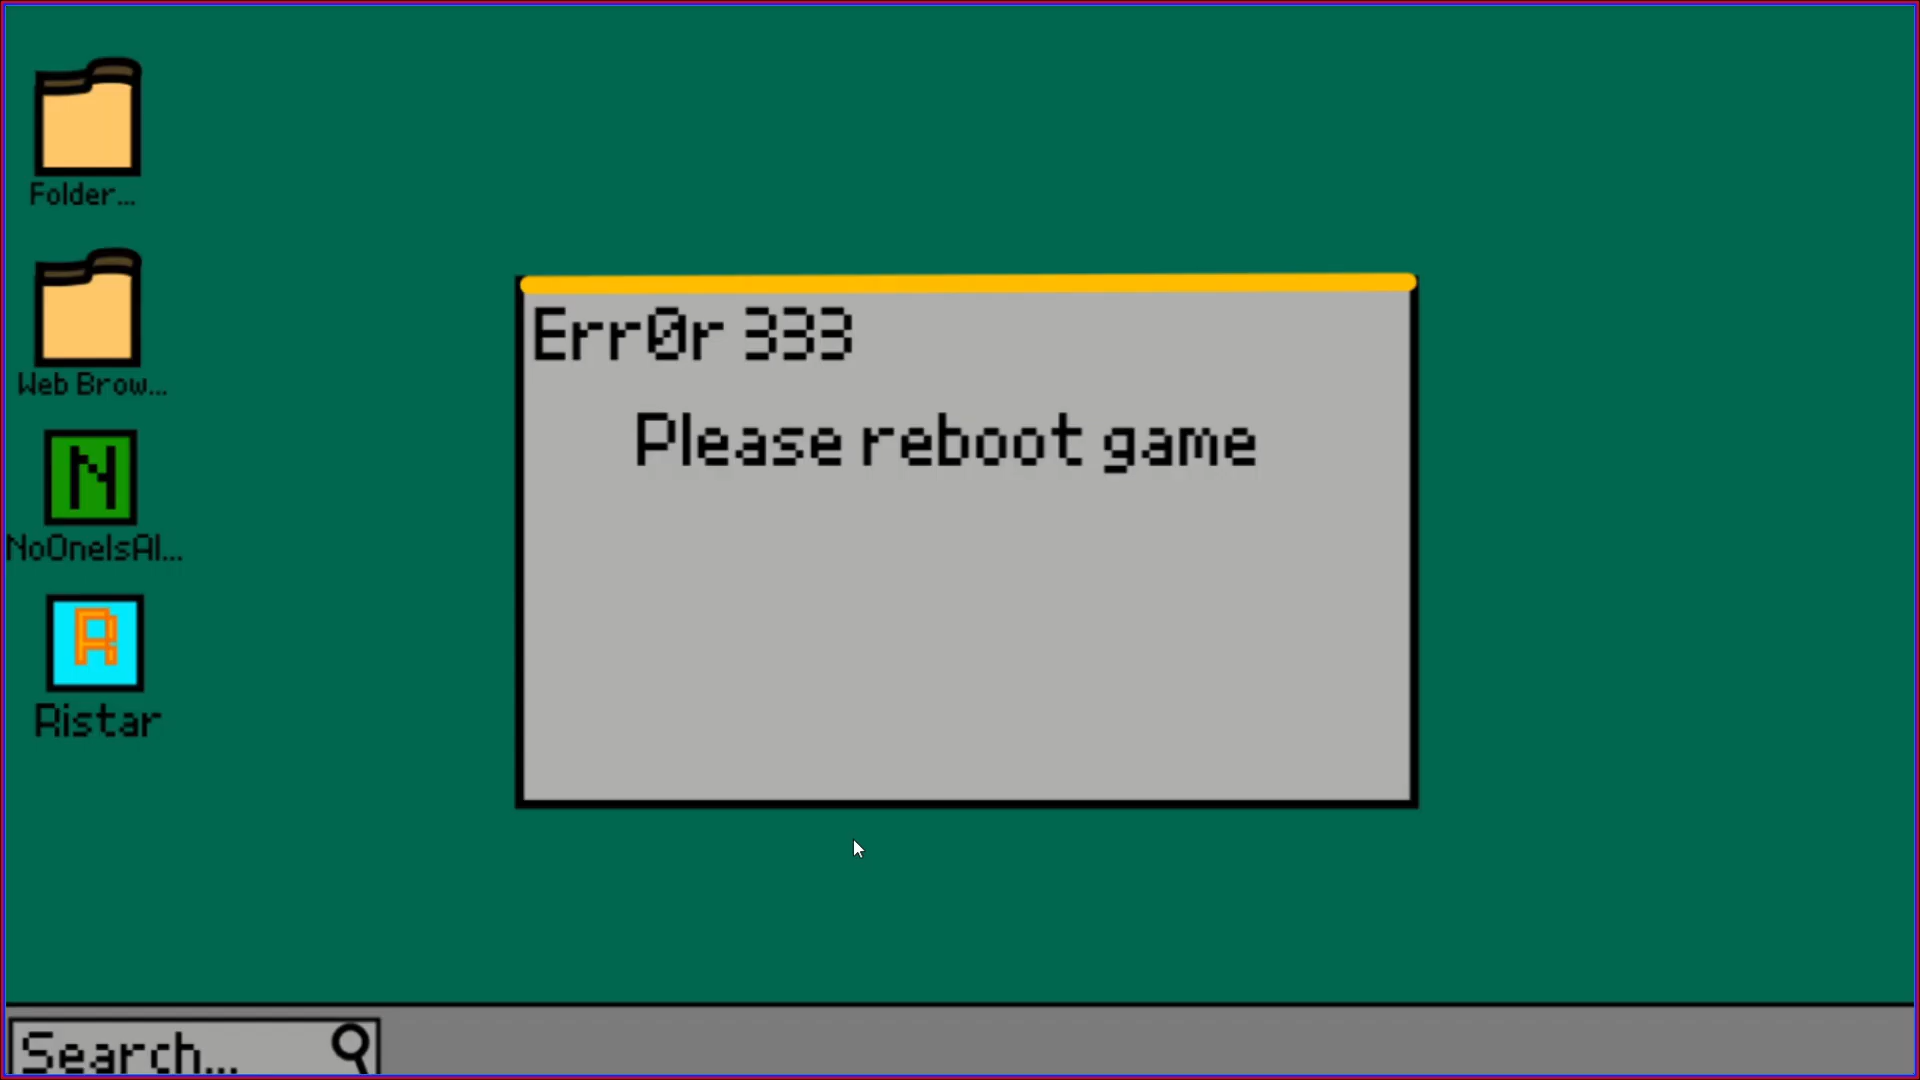 Folder...
Web Brow...
N
NoOneIsAl...
R
Ristar
Err0r 333
Please reboot game
Search...